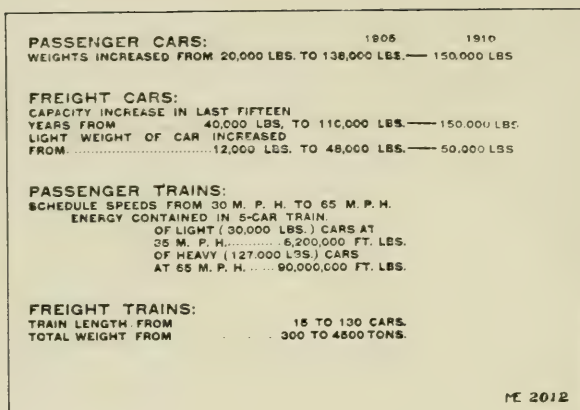 1905 1910
PASSENGER CARS:
WEIGHTS INCREASED FROM 20,000 LBS. TO 138,000 LBS.— 150,000 LBS
FREIGHT CARS:
CAPACITY INCREASE IN LAST FIFTEEN
YEARS FROM 40,000 LBS, TO 110,000 LBS.— 150,000 LBS.
LIGHT WEIGHT OF CAR INCREASED
FROM..............................12,000 LBS. TO 48,000 LBS.— 50,000 LBS
PASSENGER TRAINS:
SCHEDULE SPEEDS FROM 30 M. P. H. TO 65 M. P. H.
ENERGY CONTAINED IN 5-CAR TRAIN.
OF LIGHT (30,000 LBS.) CARS AT
35 M. P. H............ 6,200,000 FT. LBS.
OF HEAVY (127.000 LBS.) CARS
AT 65 M. P. H. ..... 90,000,000 FT. LBS.
FREIGHT TRAINS:
TRAIN LENGTH FROM 15 TO 130 CARS.
TOTAL WEIGHT FROM . . . 300 TO 4500 TONS.
ME 2012